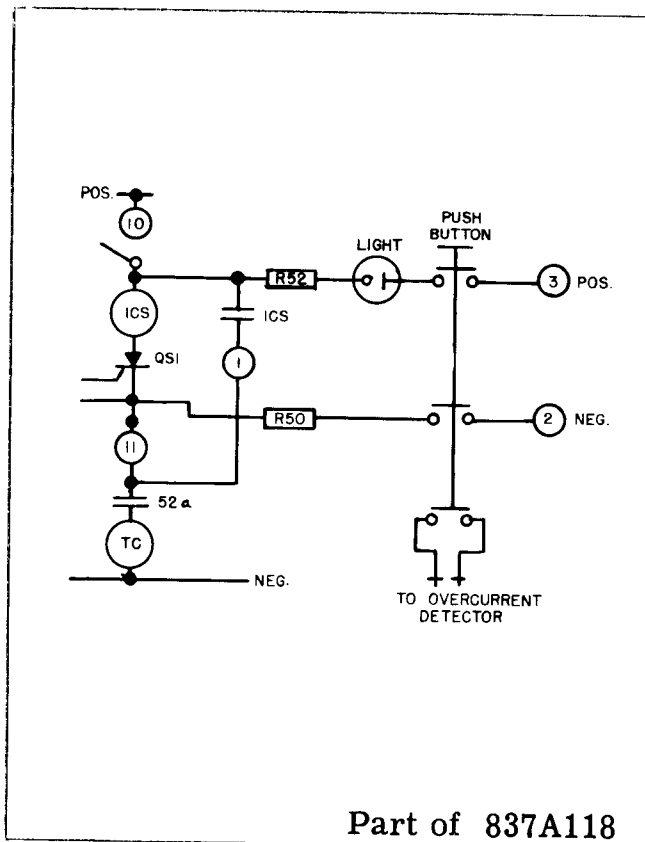 POS.
10
PUSH
BUTTON
LIGHT
R52
3 POS.
ICS
ICS
QS1
1
R50
2 NEG.
11
52a
TC
NEG.
TO OVERCURRENT
DETECTOR
Part of 837A118